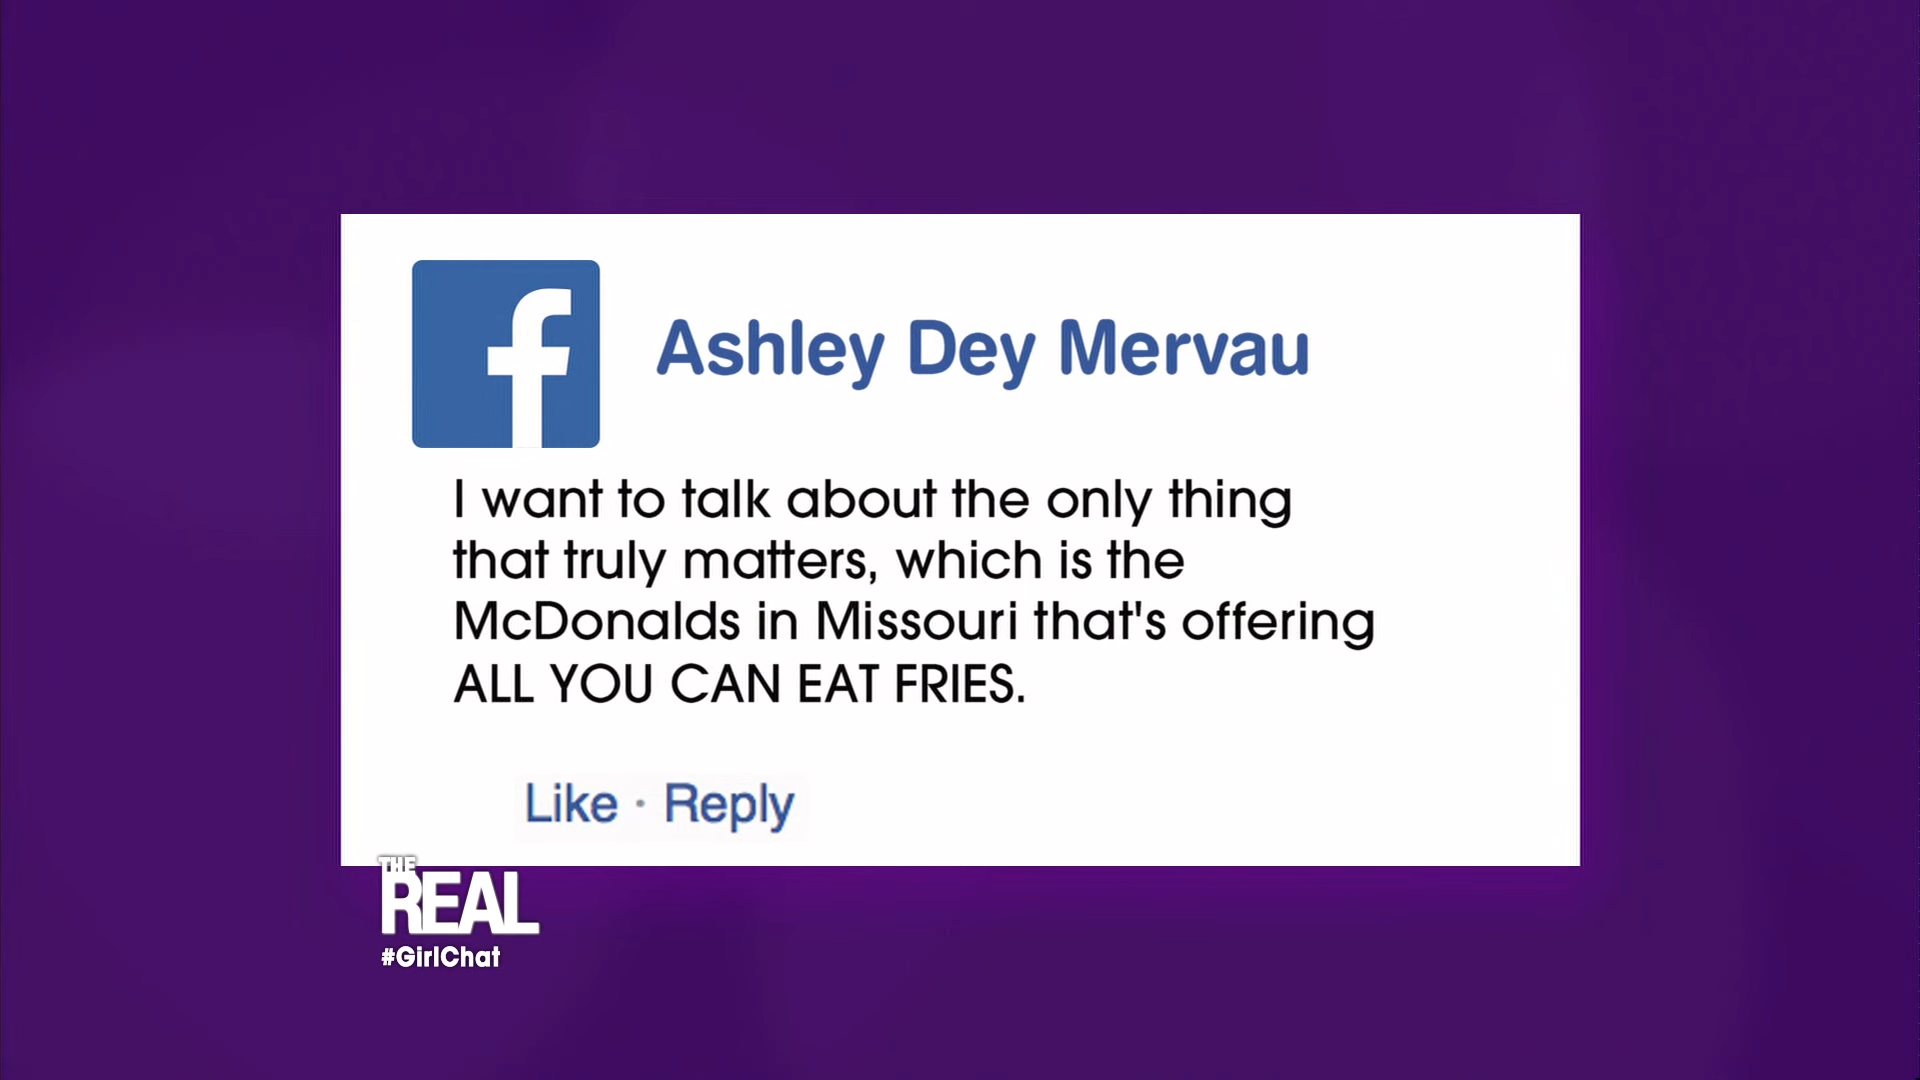 Ashley Dey Mervau
I want to talk about the only thing
that truly matters, which is the
McDonalds in Missouri that's offering
ALL YOU CAN EAT FRIES.
Like · Reply
THE
REAL
#GirlChat